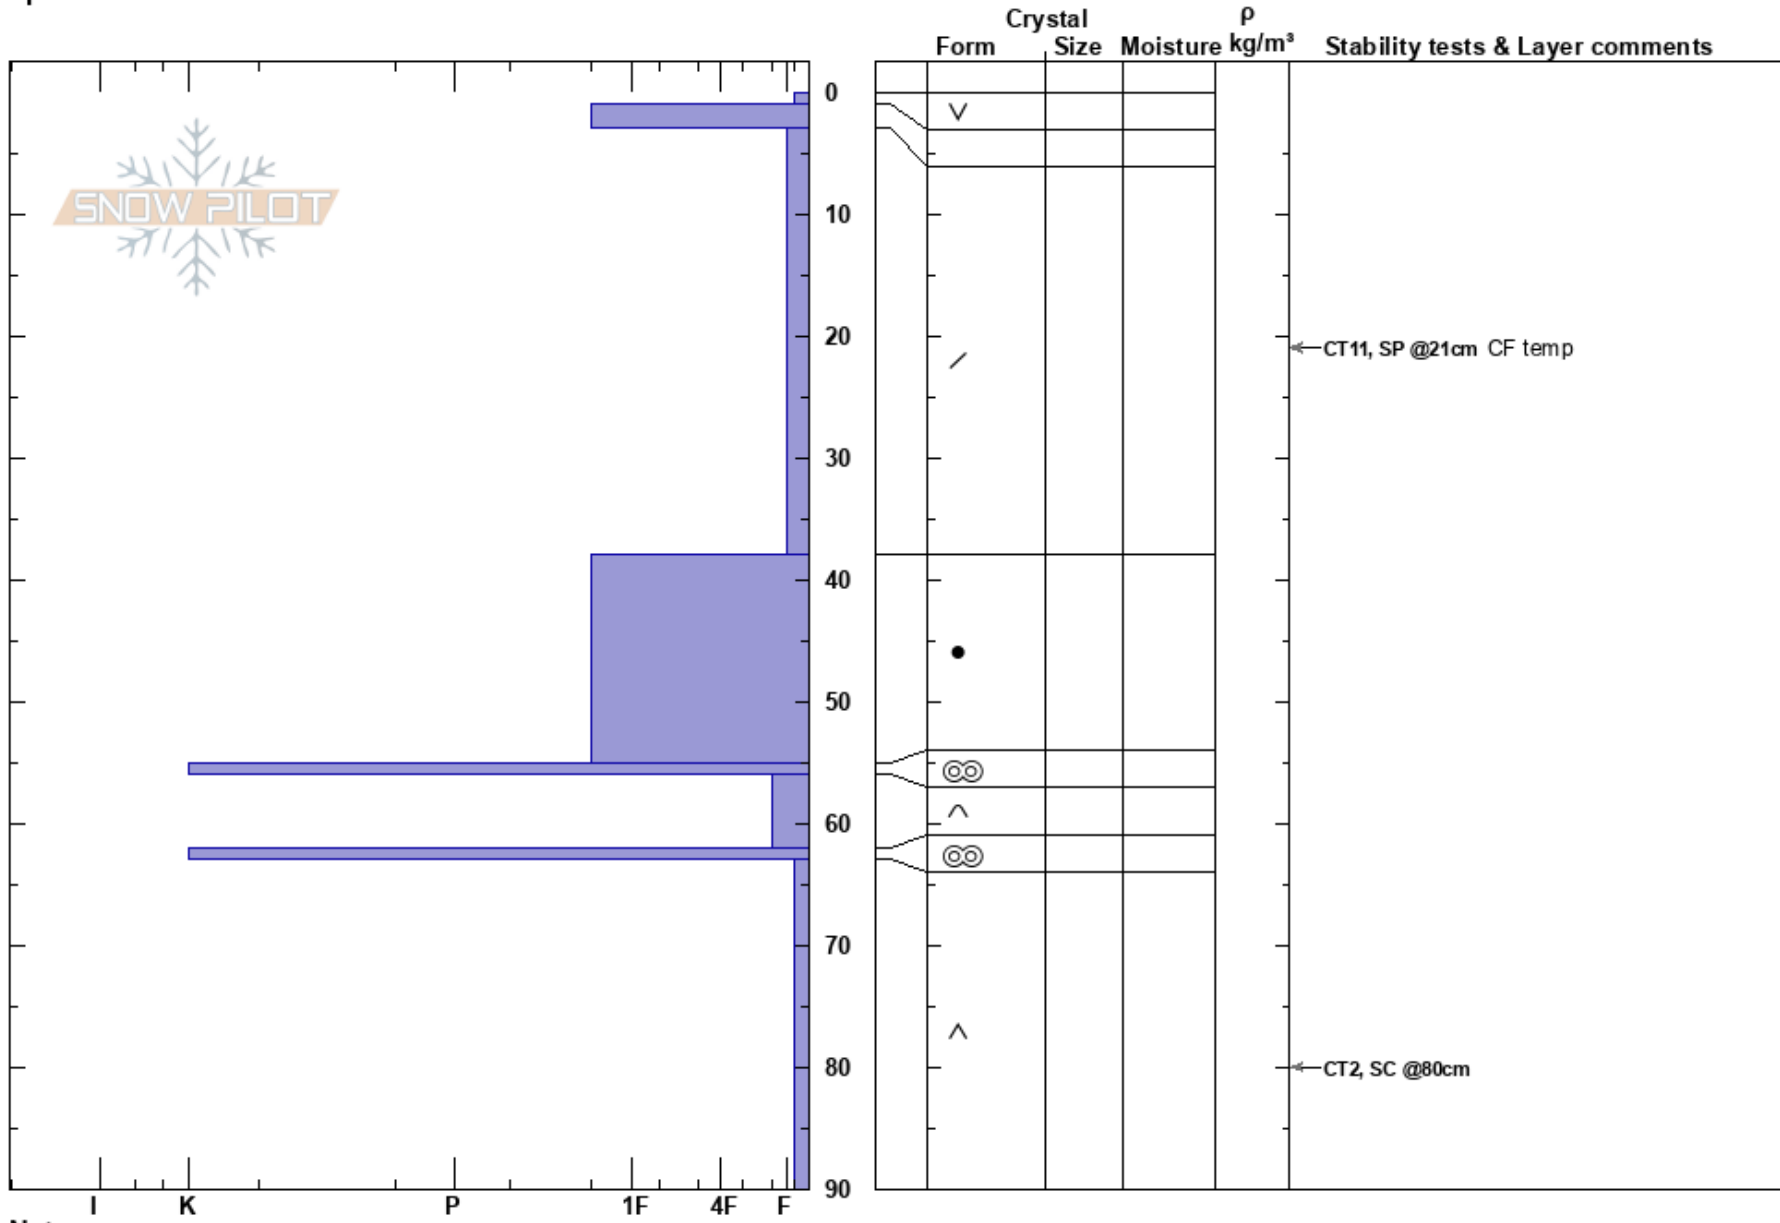 Crystal
ρ
Form Size Moisture kg/m³ Stability tests & Layer comments
0
SNOW PILOT
10
20
CT11, SP @21cm CF temp
30
40
50
60
70
80
CT2, SC @80cm
90
I K P 1F 4F F